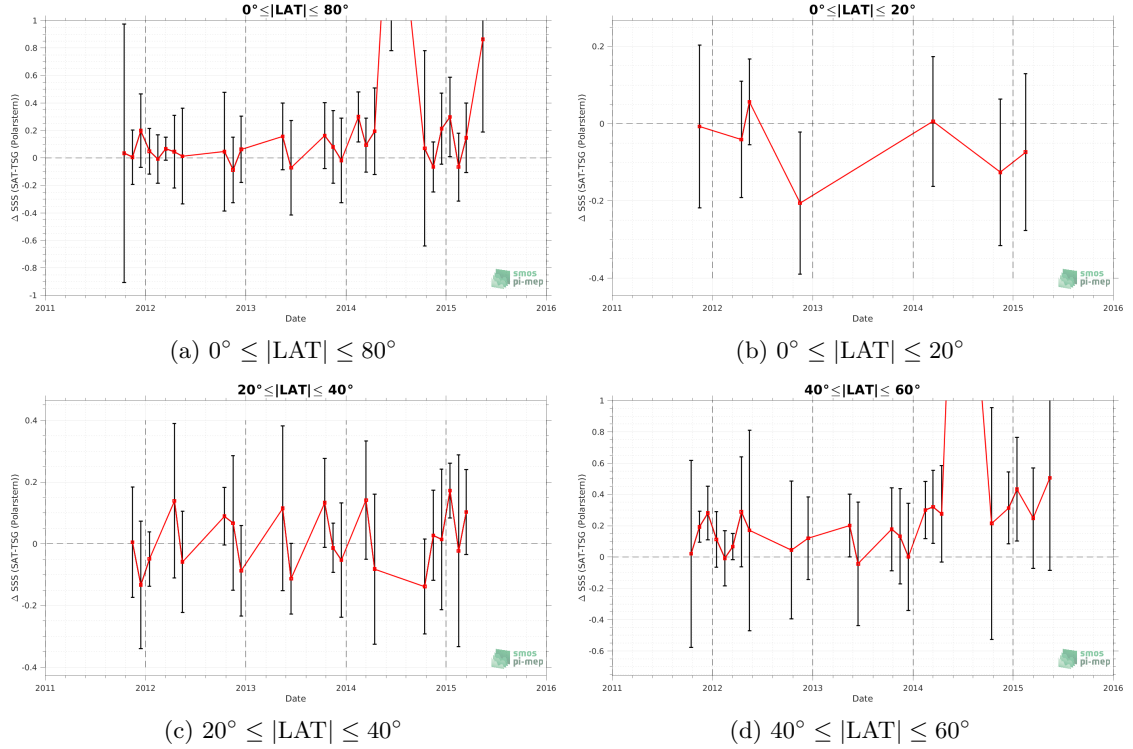 0°≤|LAT|≤ 80°
Δ SSS (SAT-TSG (Polarstern))
1
0.8
0.6
0.4
0.2
0
-0.2
-0.4
-0.6
-0.8
-1
2011 2012 2013 2014 2015 2016
Date
smos
pi-mep
(a) 0° ≤ |LAT| ≤ 80°
0°≤|LAT|≤ 20°
Δ SSS (SAT-TSG (Polarstern))
0.2
0
-0.2
-0.4
2011 2012 2013 2014 2015 2016
Date
smos
pi-mep
(b) 0° ≤ |LAT| ≤ 20°
20°≤|LAT|≤ 40°
Δ SSS (SAT-TSG (Polarstern))
0.4
0.2
0
-0.2
-0.4
2011 2012 2013 2014 2015 2016
Date
smos
pi-mep
(c) 20° ≤ |LAT| ≤ 40°
40°≤|LAT|≤ 60°
Δ SSS (SAT-TSG (Polarstern))
1
0.8
0.6
0.4
0.2
0
-0.2
-0.4
-0.6
2011 2012 2013 2014 2015 2016
Date
smos
pi-mep
(d) 40° ≤ |LAT| ≤ 60°